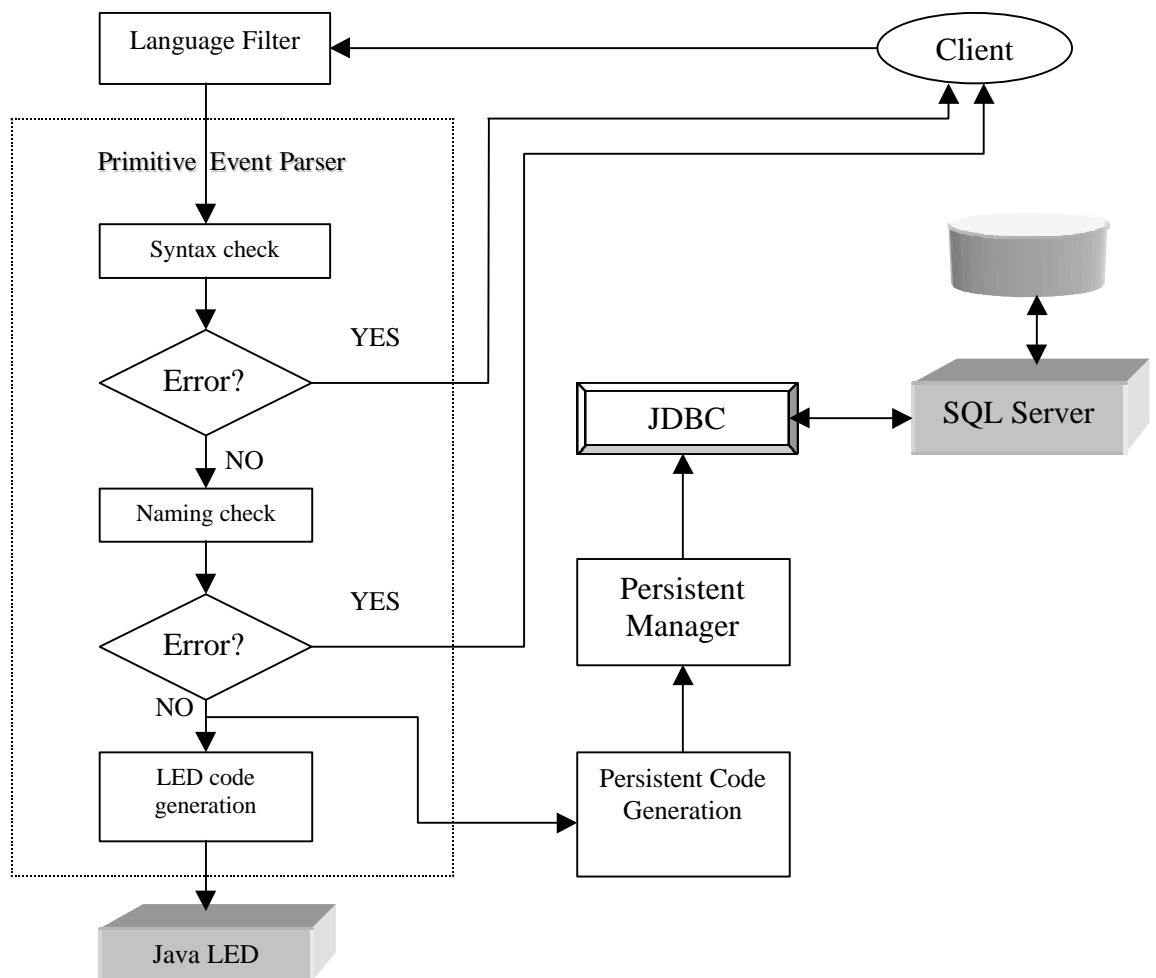 Language Filter
Client
Primitive Event Parser
Syntax check
YES
Error?
JDBC
SQL Server
NO
Naming check
Persistent
Manager
YES
Error?
NO
LED code
generation
Persistent Code
Generation
Java LED